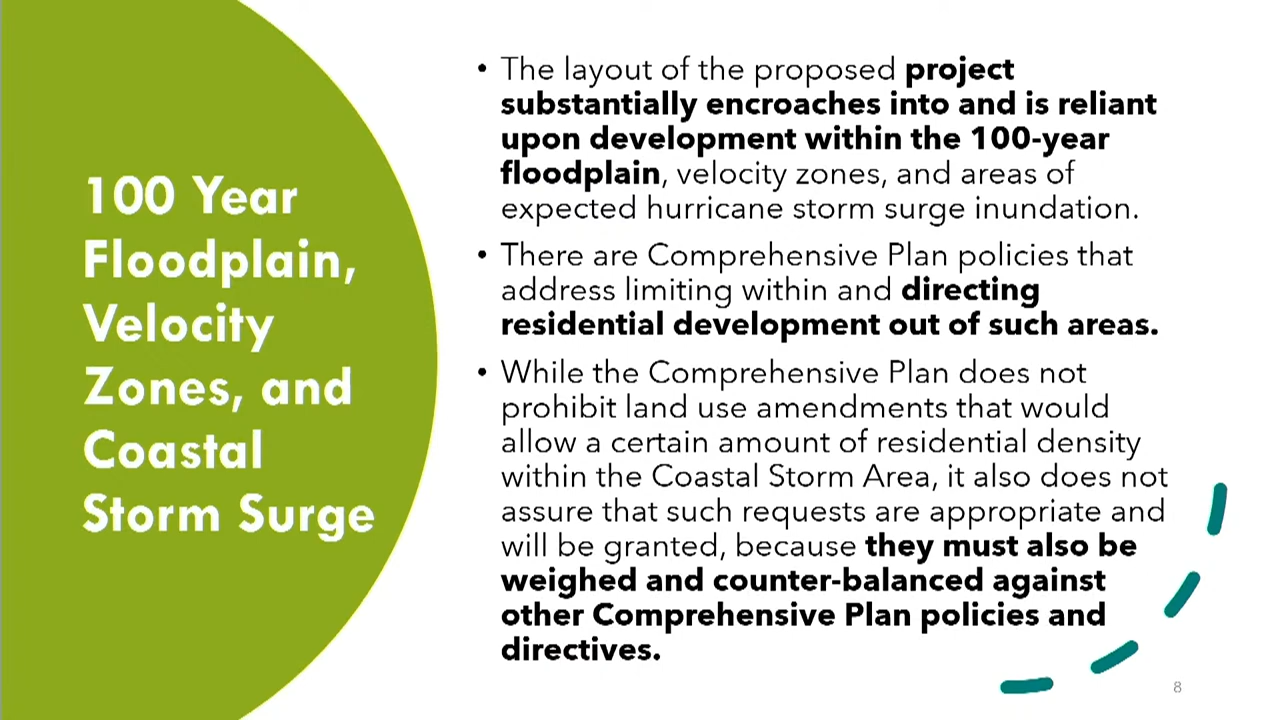 100 Year
Floodplain,
Velocity
Zones, and
Coastal
Storm Surge
• The layout of the proposed project
substantially encroaches into and is reliant
upon development within the 100-year
floodplain, velocity zones, and areas of
expected hurricane storm surge inundation.
• There are Comprehensive Plan policies that
address limiting within and directing
residential development out of such areas.
• While the Comprehensive Plan does not
prohibit land use amendments that would
allow a certain amount of residential density
within the Coastal Storm Area, it also does not
assure that such requests are appropriate and
will be granted, because they must also be
weighed and counter-balanced against
other Comprehensive Plan policies and
directives.
8